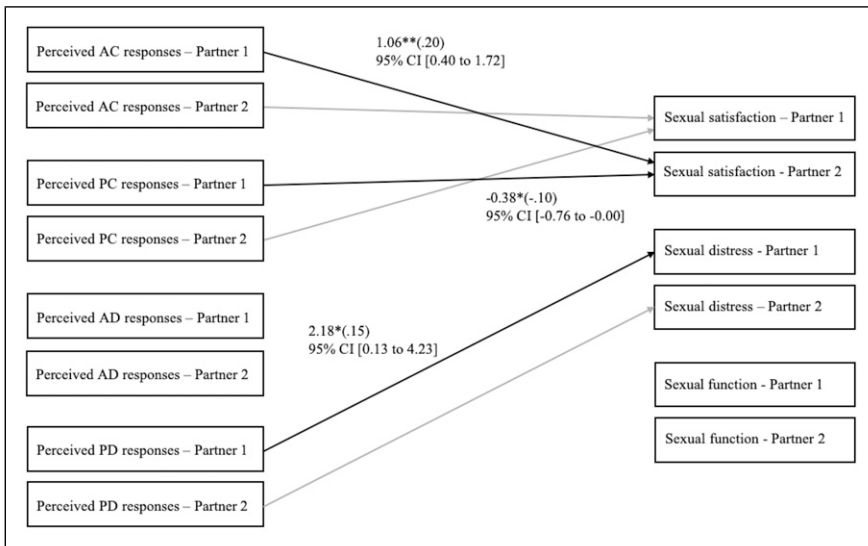 Perceived AC responses – Partner 1
Perceived AC responses – Partner 2
Perceived PC responses – Partner 1
Perceived PC responses – Partner 2
Perceived AD responses – Partner 1
Perceived AD responses – Partner 2
Perceived PD responses – Partner 1
Perceived PD responses – Partner 2
1.06**(.20)
95% CI [0.40 to 1.72]
-0.38*(-.10)
95% CI [-0.76 to -0.00]
2.18*(.15)
95% CI [0.13 to 4.23]
Sexual satisfaction – Partner 1
Sexual satisfaction - Partner 2
Sexual distress - Partner 1
Sexual distress – Partner 2
Sexual function - Partner 1
Sexual function - Partner 2